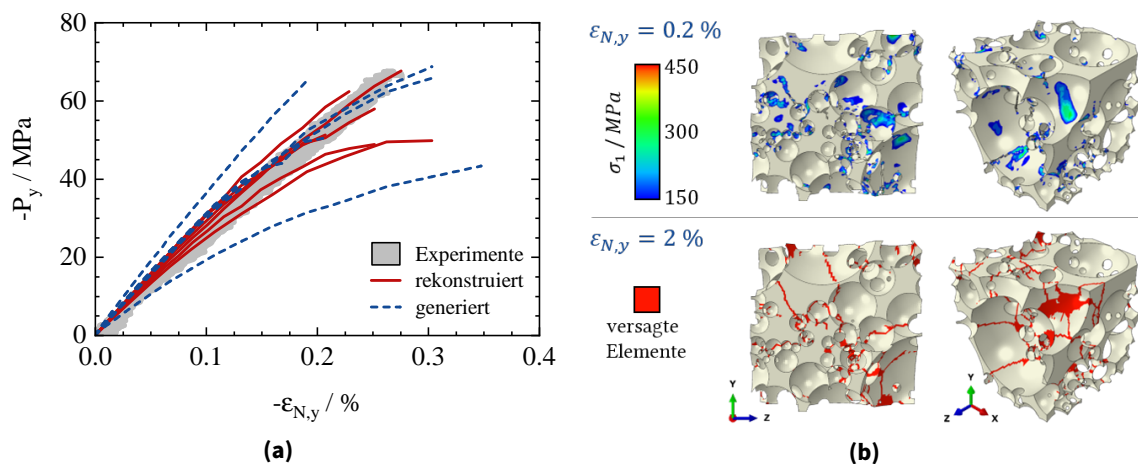 80
60
40
20
0
-P_y / MPa
0.0 0.1 0.2 0.3 0.4
-ε_N,y / %
Experimente
rekonstruiert
generiert
(a)
ε_N,y = 0.2 %
σ_1 / MPa
450
300
150
ε_N,y = 2 %
versagte
Elemente
Y
Z
Y
Z
X
(b)